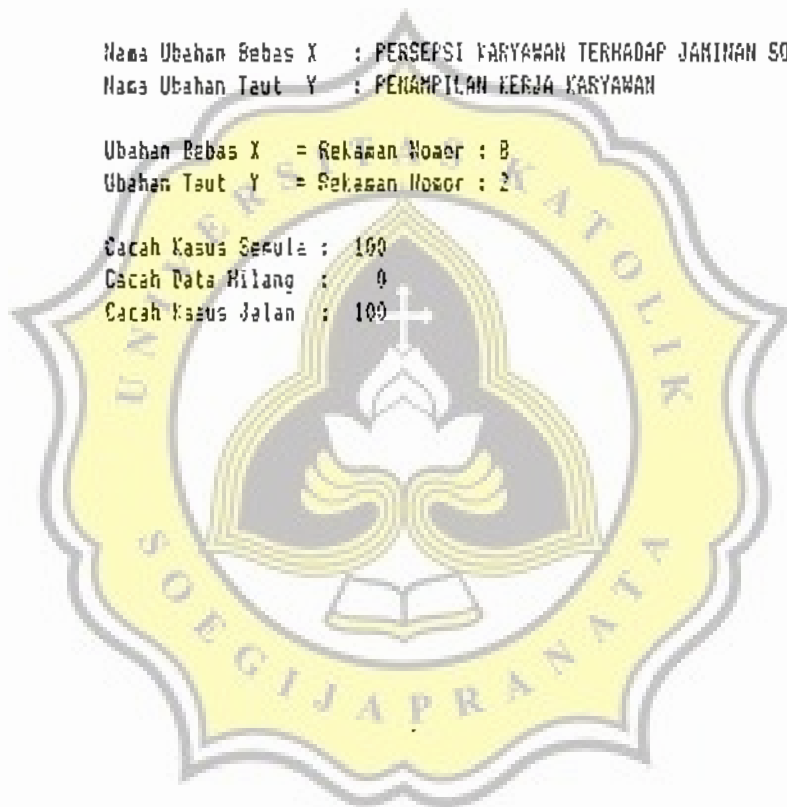 Nama Ubahan Bebas X : PERSEPSI KARYAWAN TERHADAP JAMINAN SO
Nama Ubahan Taut Y : PENAMPILAN KERJA KARYAWAN
Ubahan Bebas X = Rekaman Nomor : B
Ubahan Taut Y = Rekaman Nomor : 2
Cacah Kasus Semula : 100
Cacah Data Hilang : 0
Cacah Kasus Jalan : 100
UNIVERSITAS KATOLIK
SOEGIJAPRANATA